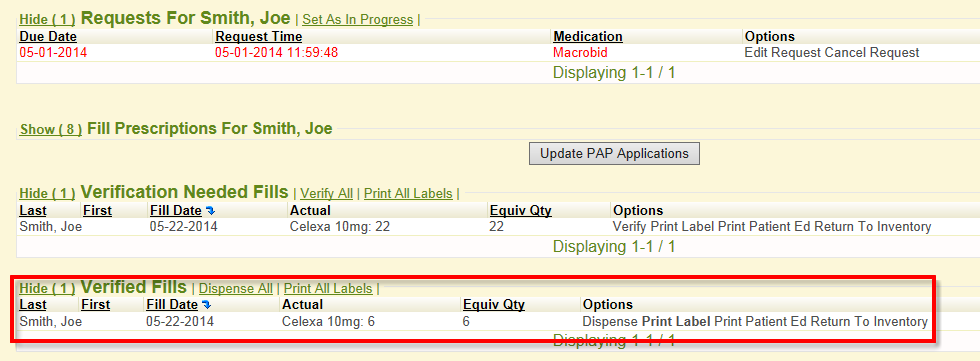 Hide ( 1 ) Requests For Smith, Joe | Set As In Progress |
Due Date Request Time Medication Options
05-01-2014 05-01-2014 11:59:48 Macrobid Edit Request Cancel Request
Displaying 1-1 / 1
Show ( 8 ) Fill Prescriptions For Smith, Joe
Update PAP Applications
Hide ( 1 ) Verification Needed Fills | Verify All | Print All Labels |
Last First Fill Date Actual Equiv Qty Options
Smith, Joe 05-22-2014 Celexa 10mg: 22 22 Verify Print Label Print Patient Ed Return To Inventory
Displaying 1-1 / 1
Hide ( 1 ) Verified Fills | Dispense All | Print All Labels |
Last First Fill Date Actual Equiv Qty Options
Smith, Joe 05-22-2014 Celexa 10mg: 6 6 Dispense Print Label Print Patient Ed Return To Inventory
Displaying 1-1 / 1